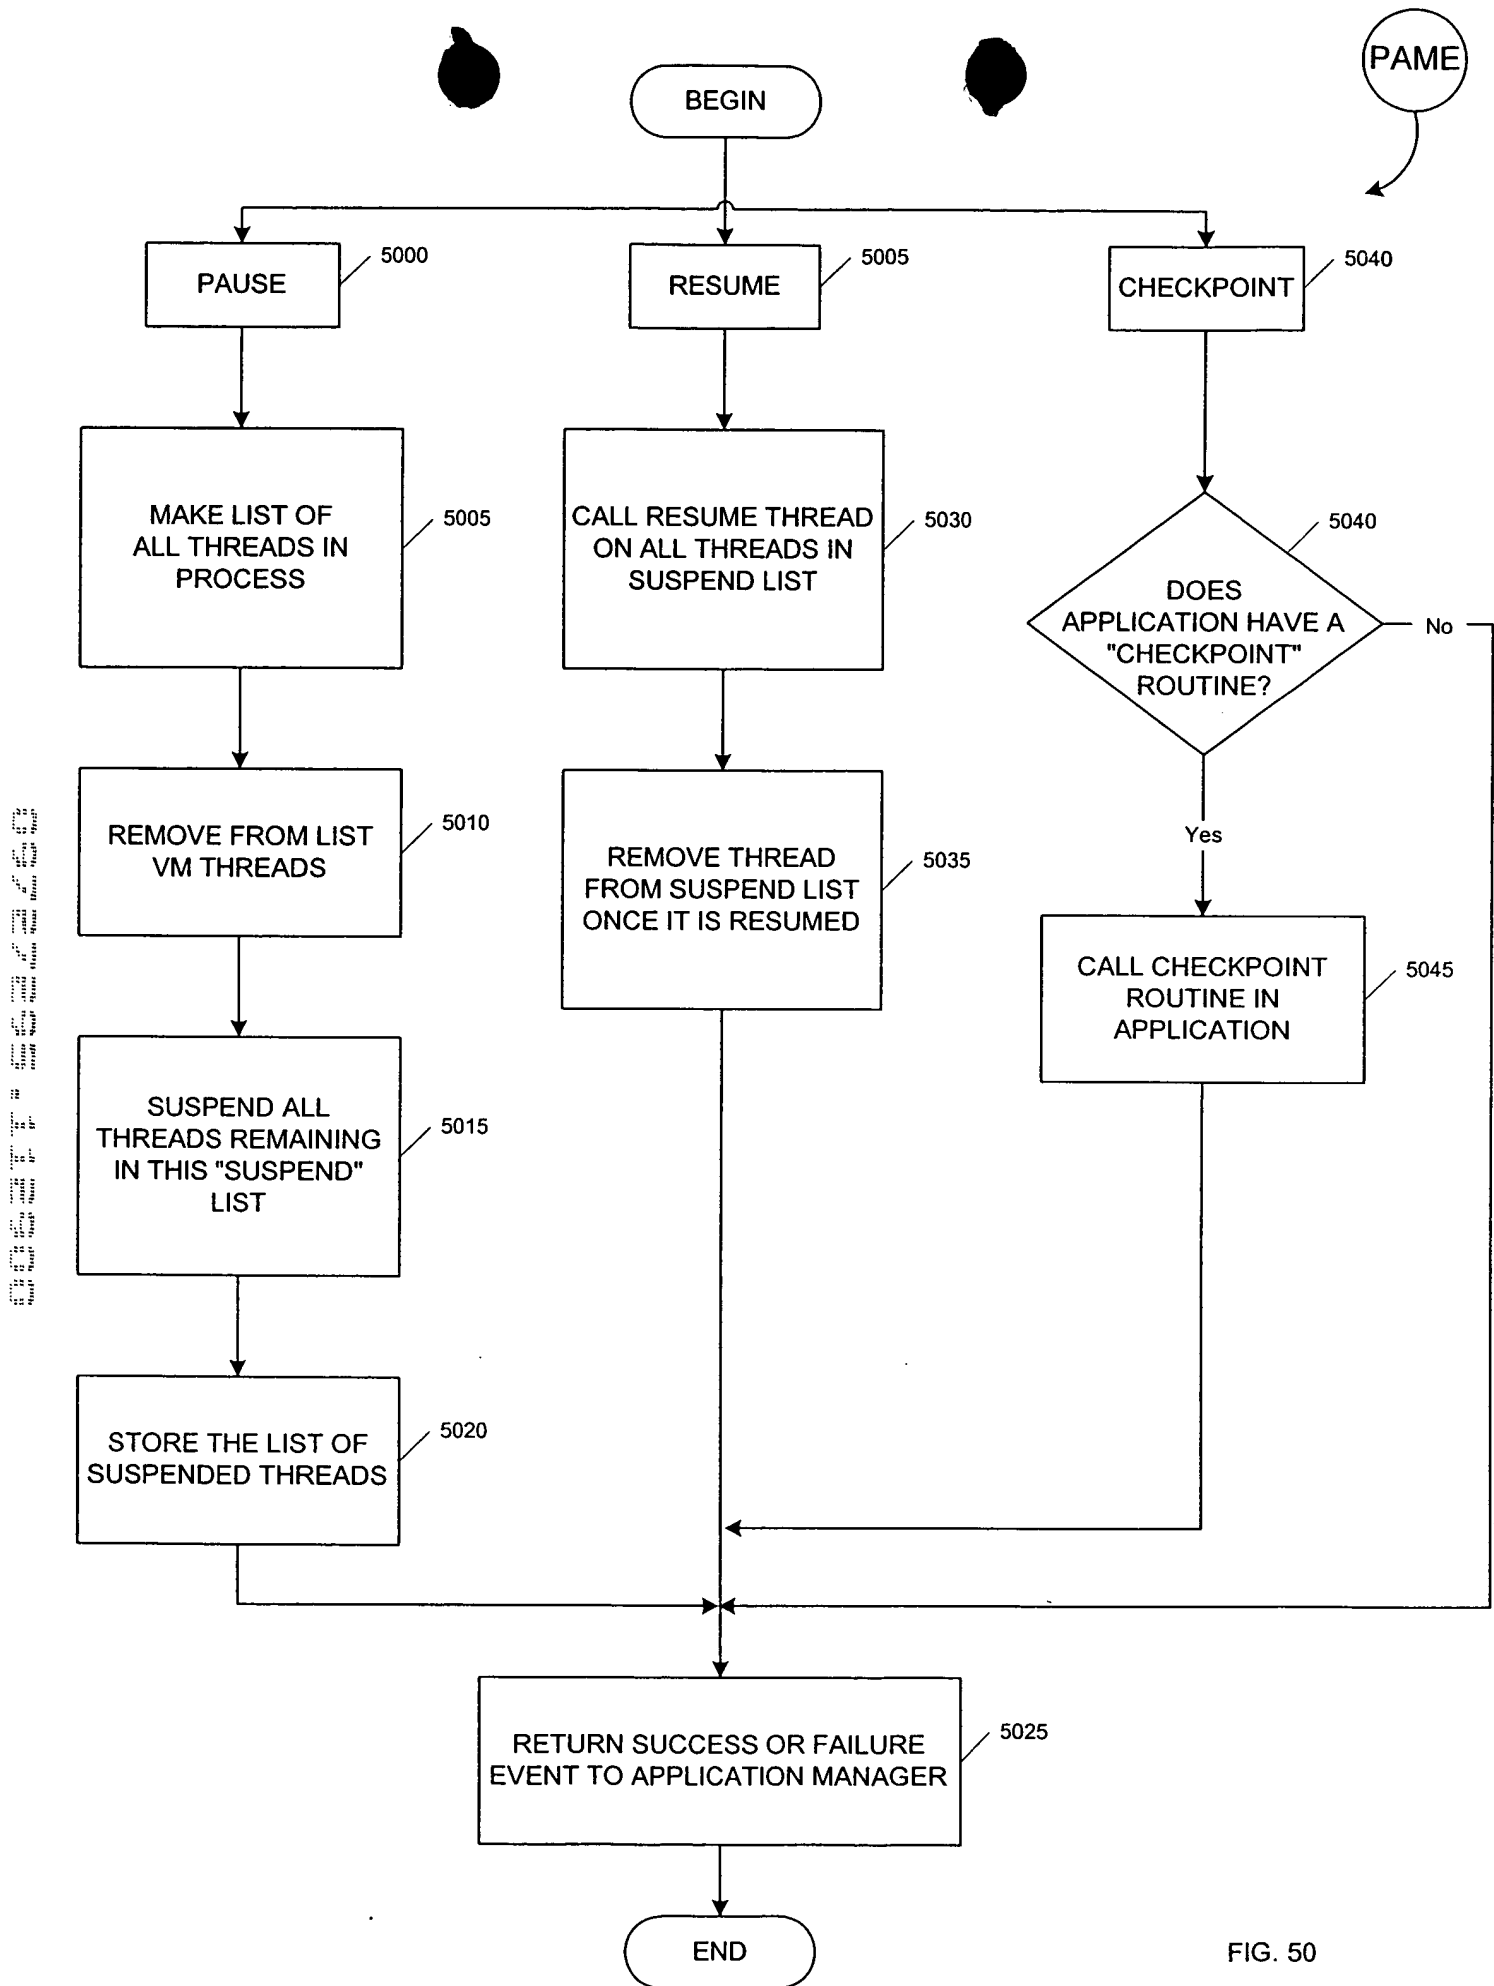 PAME
BEGIN
PAUSE
5000
RESUME
5005
CHECKPOINT
5040
MAKE LIST OF
ALL THREADS IN
PROCESS
5005
CALL RESUME THREAD
ON ALL THREADS IN
SUSPEND LIST
5030
DOES
APPLICATION HAVE A
"CHECKPOINT"
ROUTINE?
5040
No
Yes
REMOVE FROM LIST
VM THREADS
5010
REMOVE THREAD
FROM SUSPEND LIST
ONCE IT IS RESUMED
5035
CALL CHECKPOINT
ROUTINE IN
APPLICATION
5045
SUSPEND ALL
THREADS REMAINING
IN THIS "SUSPEND"
LIST
5015
STORE THE LIST OF
SUSPENDED THREADS
5020
RETURN SUCCESS OR FAILURE
EVENT TO APPLICATION MANAGER
5025
END
FIG. 50